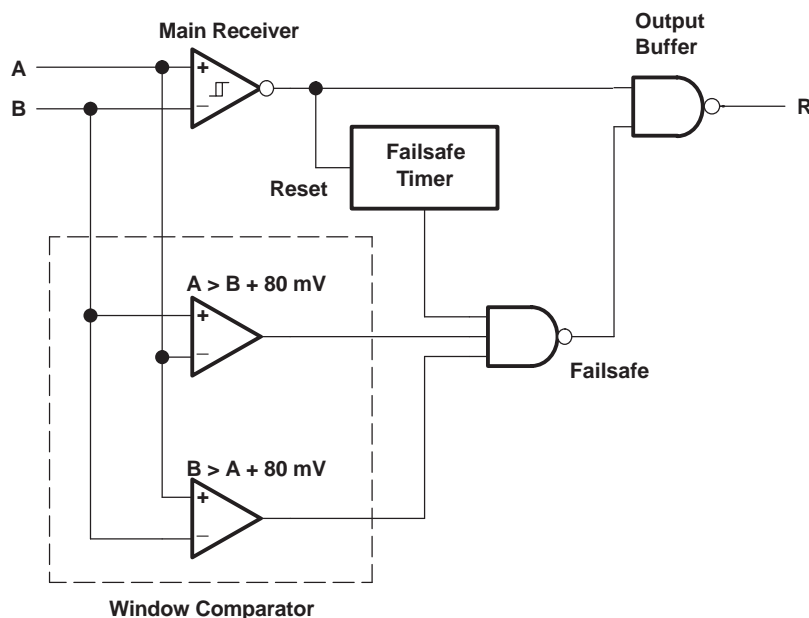 Output
Buffer
Main Receiver
A
+
B
–
R
Failsafe
Timer
Reset
A > B + 80 mV
+
–
Failsafe
B > A + 80 mV
+
–
Window Comparator